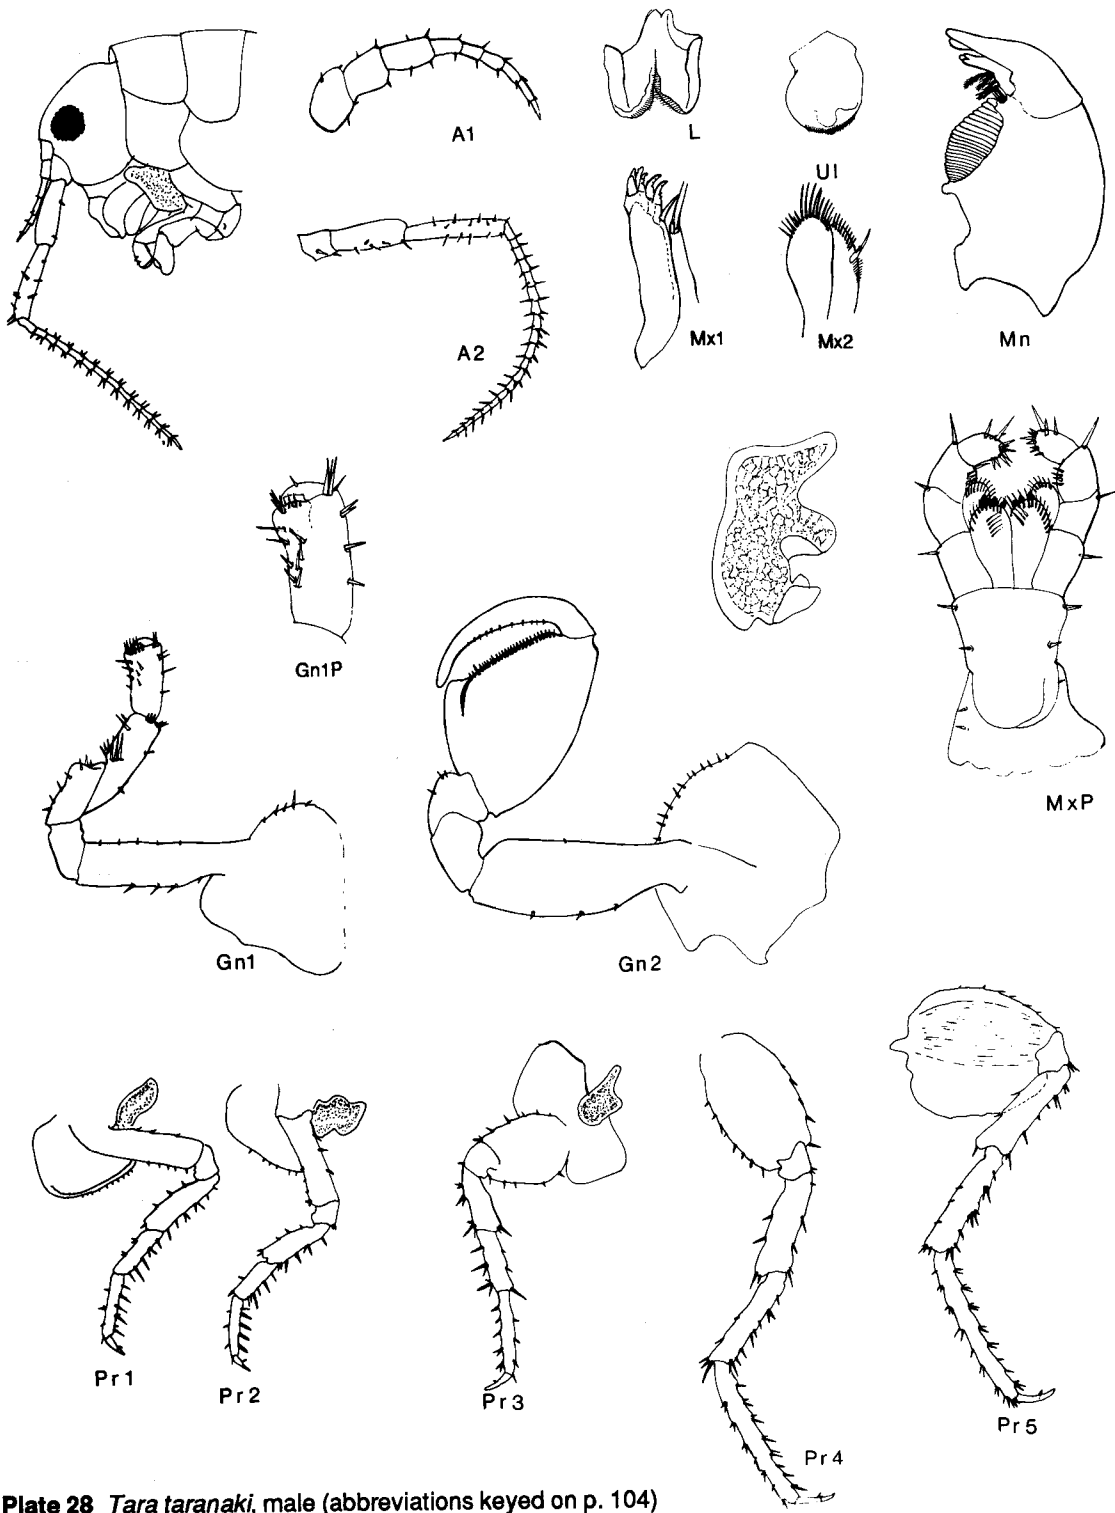 A1
L
Ul
A2
Mx1
Mx2
Mn
Gn1P
MxP
Gn1
Gn2
Pr1
Pr2
Pr3
Pr4
Pr5
Plate 28 Tara taranaki, male (abbreviations keyed on p. 104)